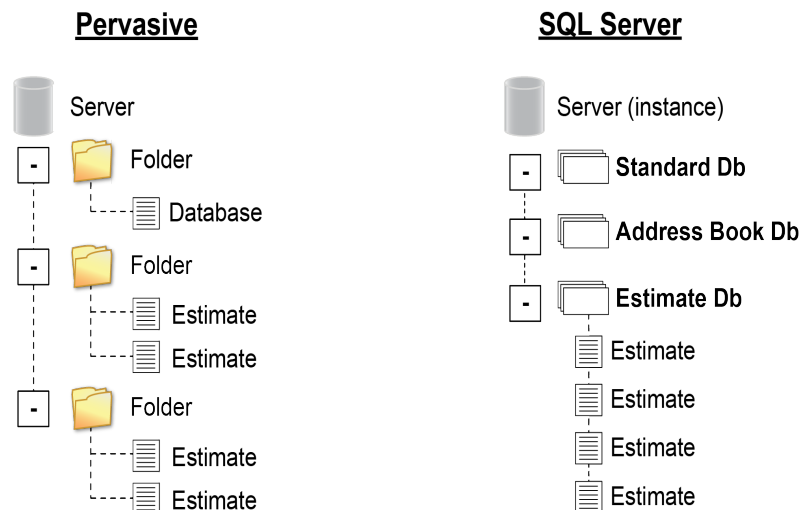 Pervasive
Server
Folder
Database
Folder
Estimate
Estimate
Folder
Estimate
Estimate
SQL Server
Server (instance)
Standard Db
Address Book Db
Estimate Db
Estimate
Estimate
Estimate
Estimate